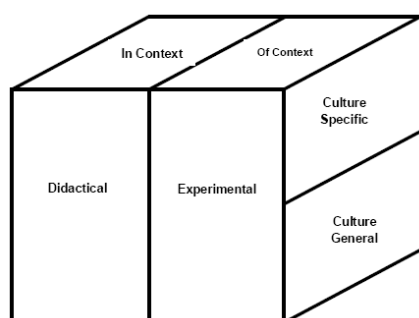 In Context
Of Context
Culture
Specific
Didactical
Experimental
Culture
General